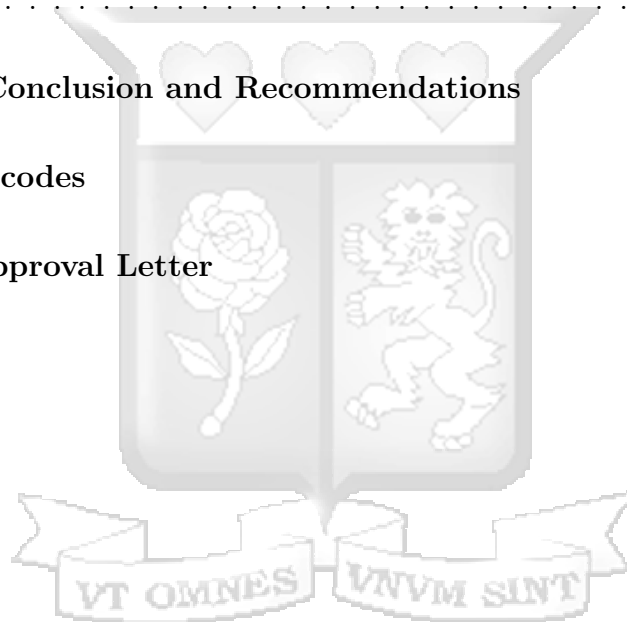 . . . . . . . . . . . . . . . . . . . . . . . . . . . . .
Conclusion and Recommendations
codes
pproval Letter
VT OMNES VNVM SINT